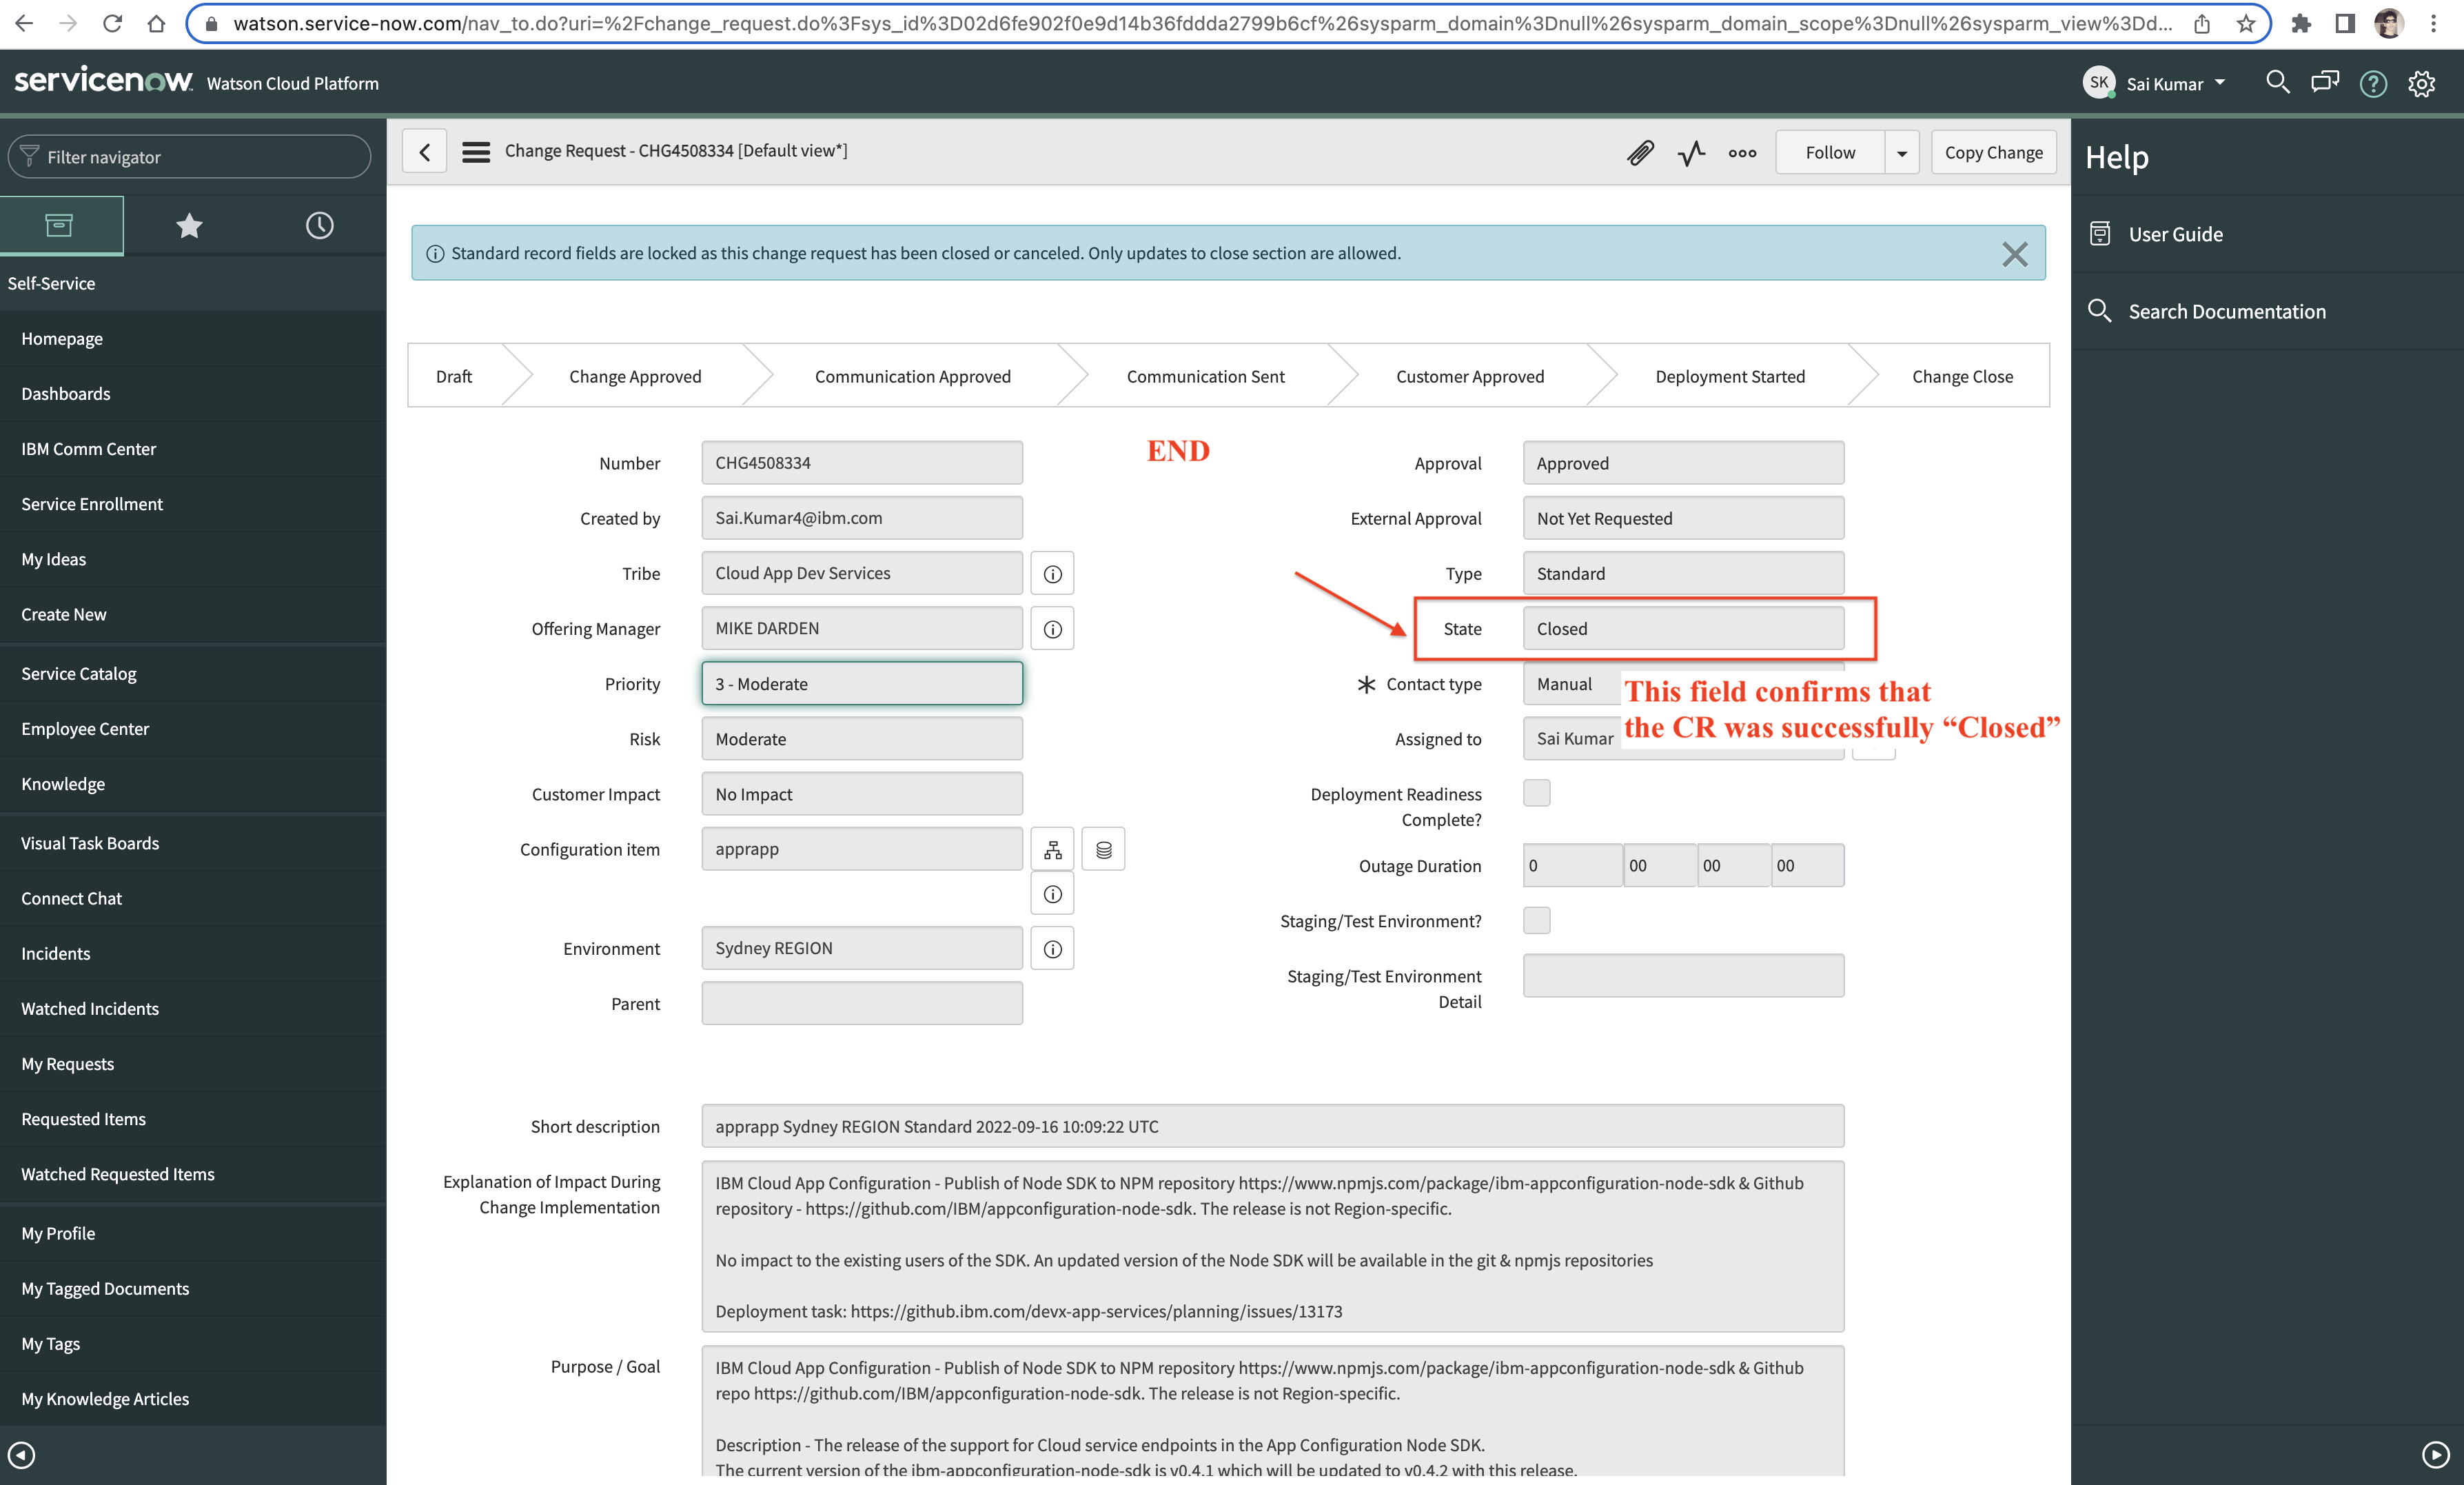 watson.service-now.com/nav_to.do?uri=%2Fchange_request.do%3Fsys_id%3D02d6fe902f0e9d14b36fddda2799b6cf%26sysparm_domain%3Dnull%26sysparm_domain_scope%3Dnull%26sysparm_view%3Dd...
servicenow Watson Cloud Platform
SK Sai Kumar
Filter navigator
Self-Service
Homepage
Dashboards
IBM Comm Center
Service Enrollment
My Ideas
Create New
Service Catalog
Employee Center
Knowledge
Visual Task Boards
Connect Chat
Incidents
Watched Incidents
My Requests
Requested Items
Watched Requested Items
My Profile
My Tagged Documents
My Tags
My Knowledge Articles
Change Request - CHG4508334 [Default view*]
Follow
Copy Change
Standard record fields are locked as this change request has been closed or canceled. Only updates to close section are allowed.
Draft
Change Approved
Communication Approved
Communication Sent
Customer Approved
Deployment Started
Change Close
END
Number CHG4508334
Created by Sai.Kumar4@ibm.com
Tribe Cloud App Dev Services
Offering Manager MIKE DARDEN
Priority 3 - Moderate
Risk Moderate
Customer Impact No Impact
Configuration item apprapp
Environment Sydney REGION
Parent
Approval Approved
External Approval Not Yet Requested
Type Standard
State Closed
Contact type Manual
This field confirms that
the CR was successfully “Closed”
Assigned to Sai Kumar
Deployment Readiness
Complete?
Outage Duration 0 00 00 00
Staging/Test Environment?
Staging/Test Environment
Detail
Short description apprapp Sydney REGION Standard 2022-09-16 10:09:22 UTC
Explanation of Impact During
Change Implementation
IBM Cloud App Configuration - Publish of Node SDK to NPM repository https://www.npmjs.com/package/ibm-appconfiguration-node-sdk & Github
repository - https://github.com/IBM/appconfiguration-node-sdk. The release is not Region-specific.
No impact to the existing users of the SDK. An updated version of the Node SDK will be available in the git & npmjs repositories
Deployment task: https://github.ibm.com/devx-app-services/planning/issues/13173
Purpose / Goal
IBM Cloud App Configuration - Publish of Node SDK to NPM repository https://www.npmjs.com/package/ibm-appconfiguration-node-sdk & Github
repo https://github.com/IBM/appconfiguration-node-sdk. The release is not Region-specific.
Description - The release of the support for Cloud service endpoints in the App Configuration Node SDK.
The current version of the ibm-appconfiguration-node-sdk is v0.4.1 which will be updated to v0.4.2 with this release.
Help
User Guide
Search Documentation